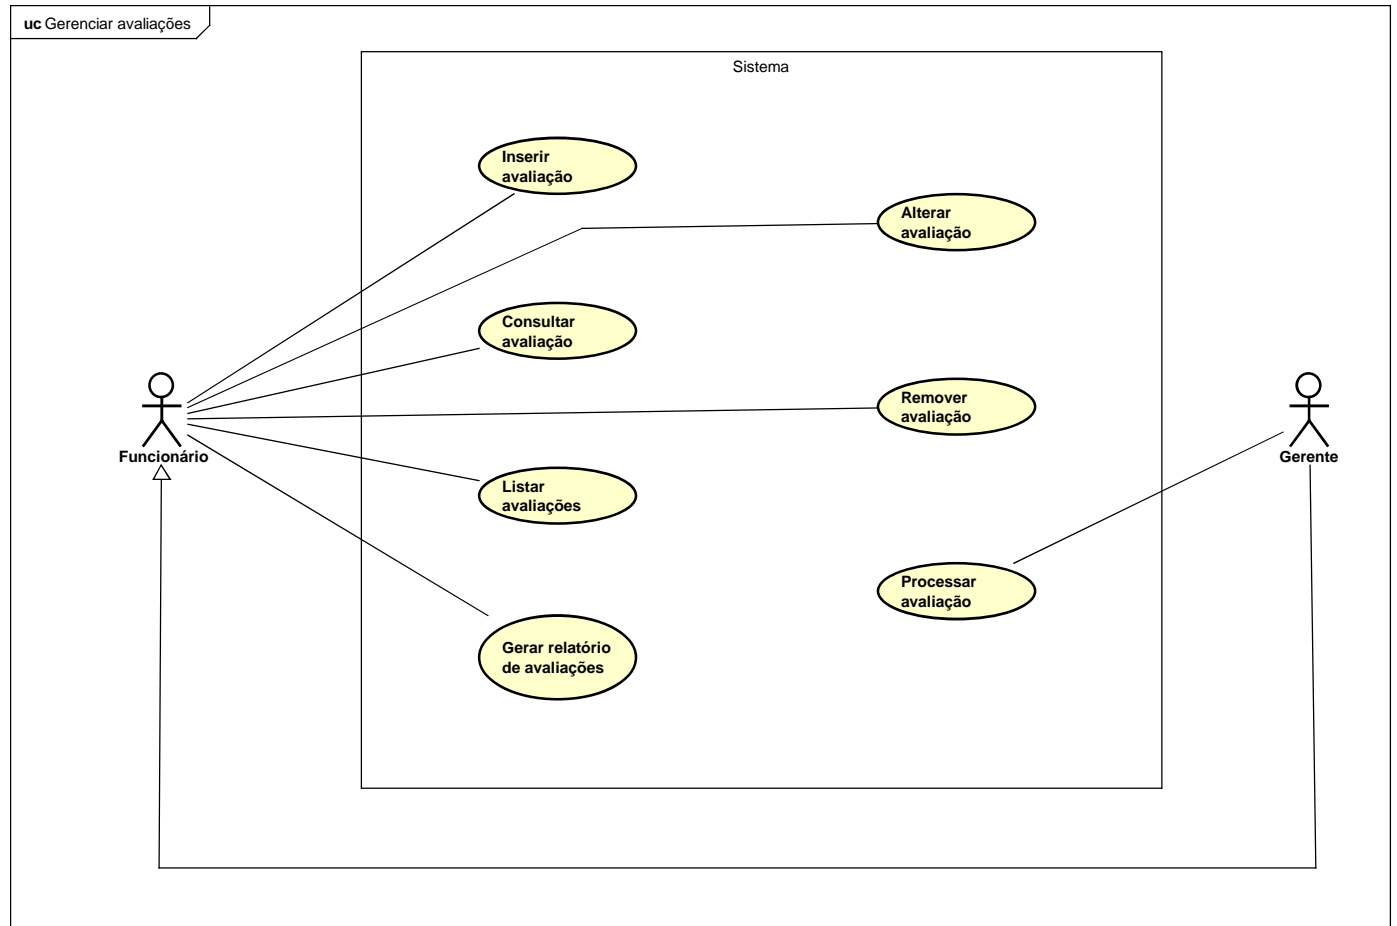 uc Gerenciar avaliações
Sistema
Inserir
avaliação
Alterar
avaliação
Consultar
avaliação
Remover
avaliação
Funcionário
Gerente
Listar
avaliações
Processar
avaliação
Gerar relatório
de avaliações